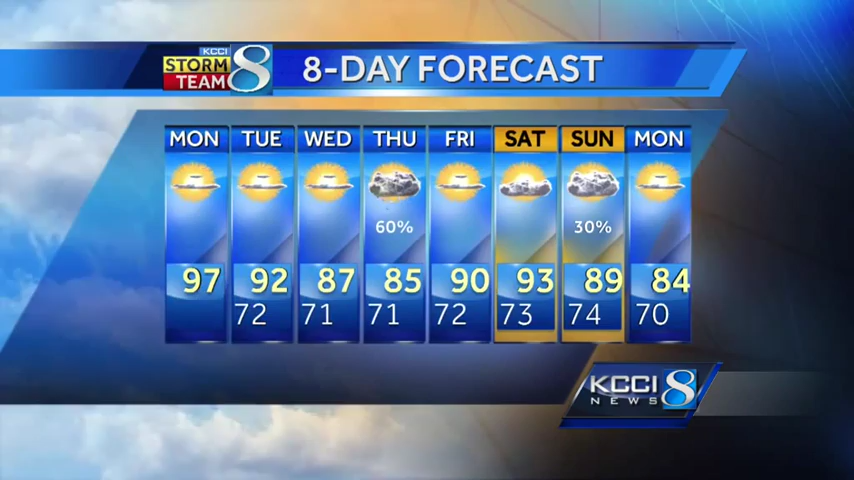 KCCI
STORM
TEAM 8
8-DAY FORECAST
MON TUE WED THU FRI SAT SUN MON
60% 30%
97 92 87 85 90 93 89 84
72 71 71 72 73 74 70
KCCI 8
NEWS